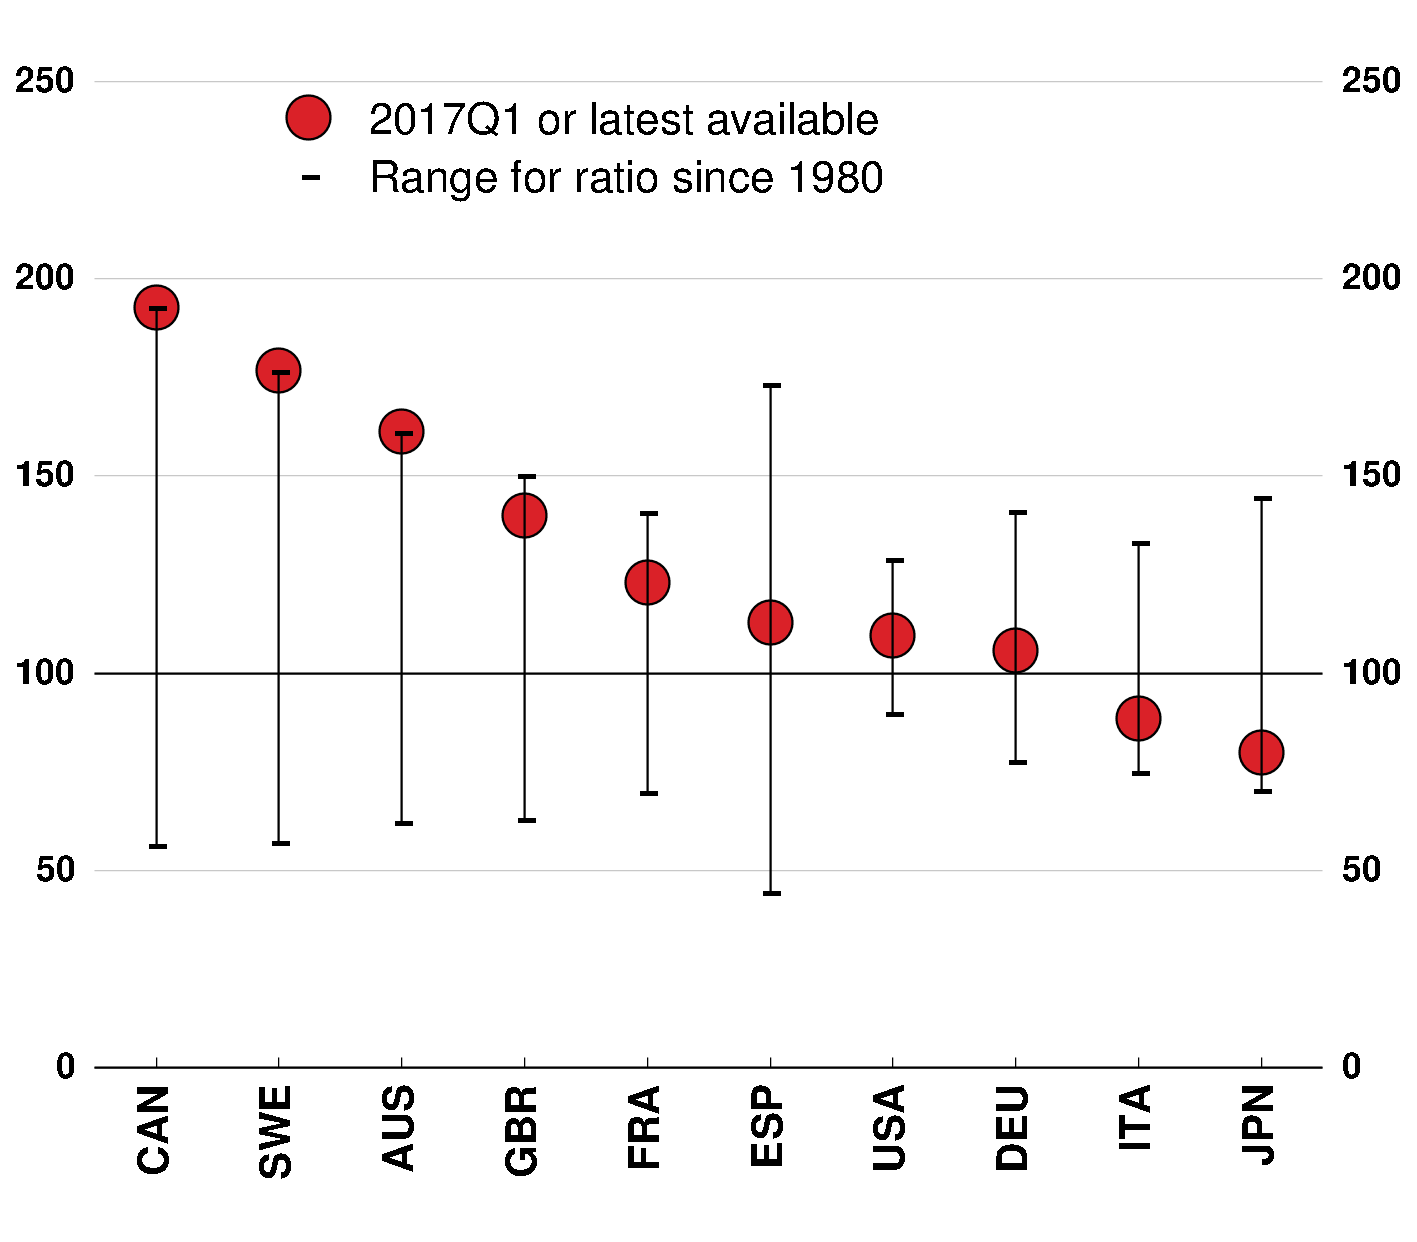 250 250
2017Q1 or latest available
Range for ratio since 1980
200 200
150 150
100 100
50 50
0 0
CAN SWE AUS GBR FRA ESP USA DEU ITA JPN